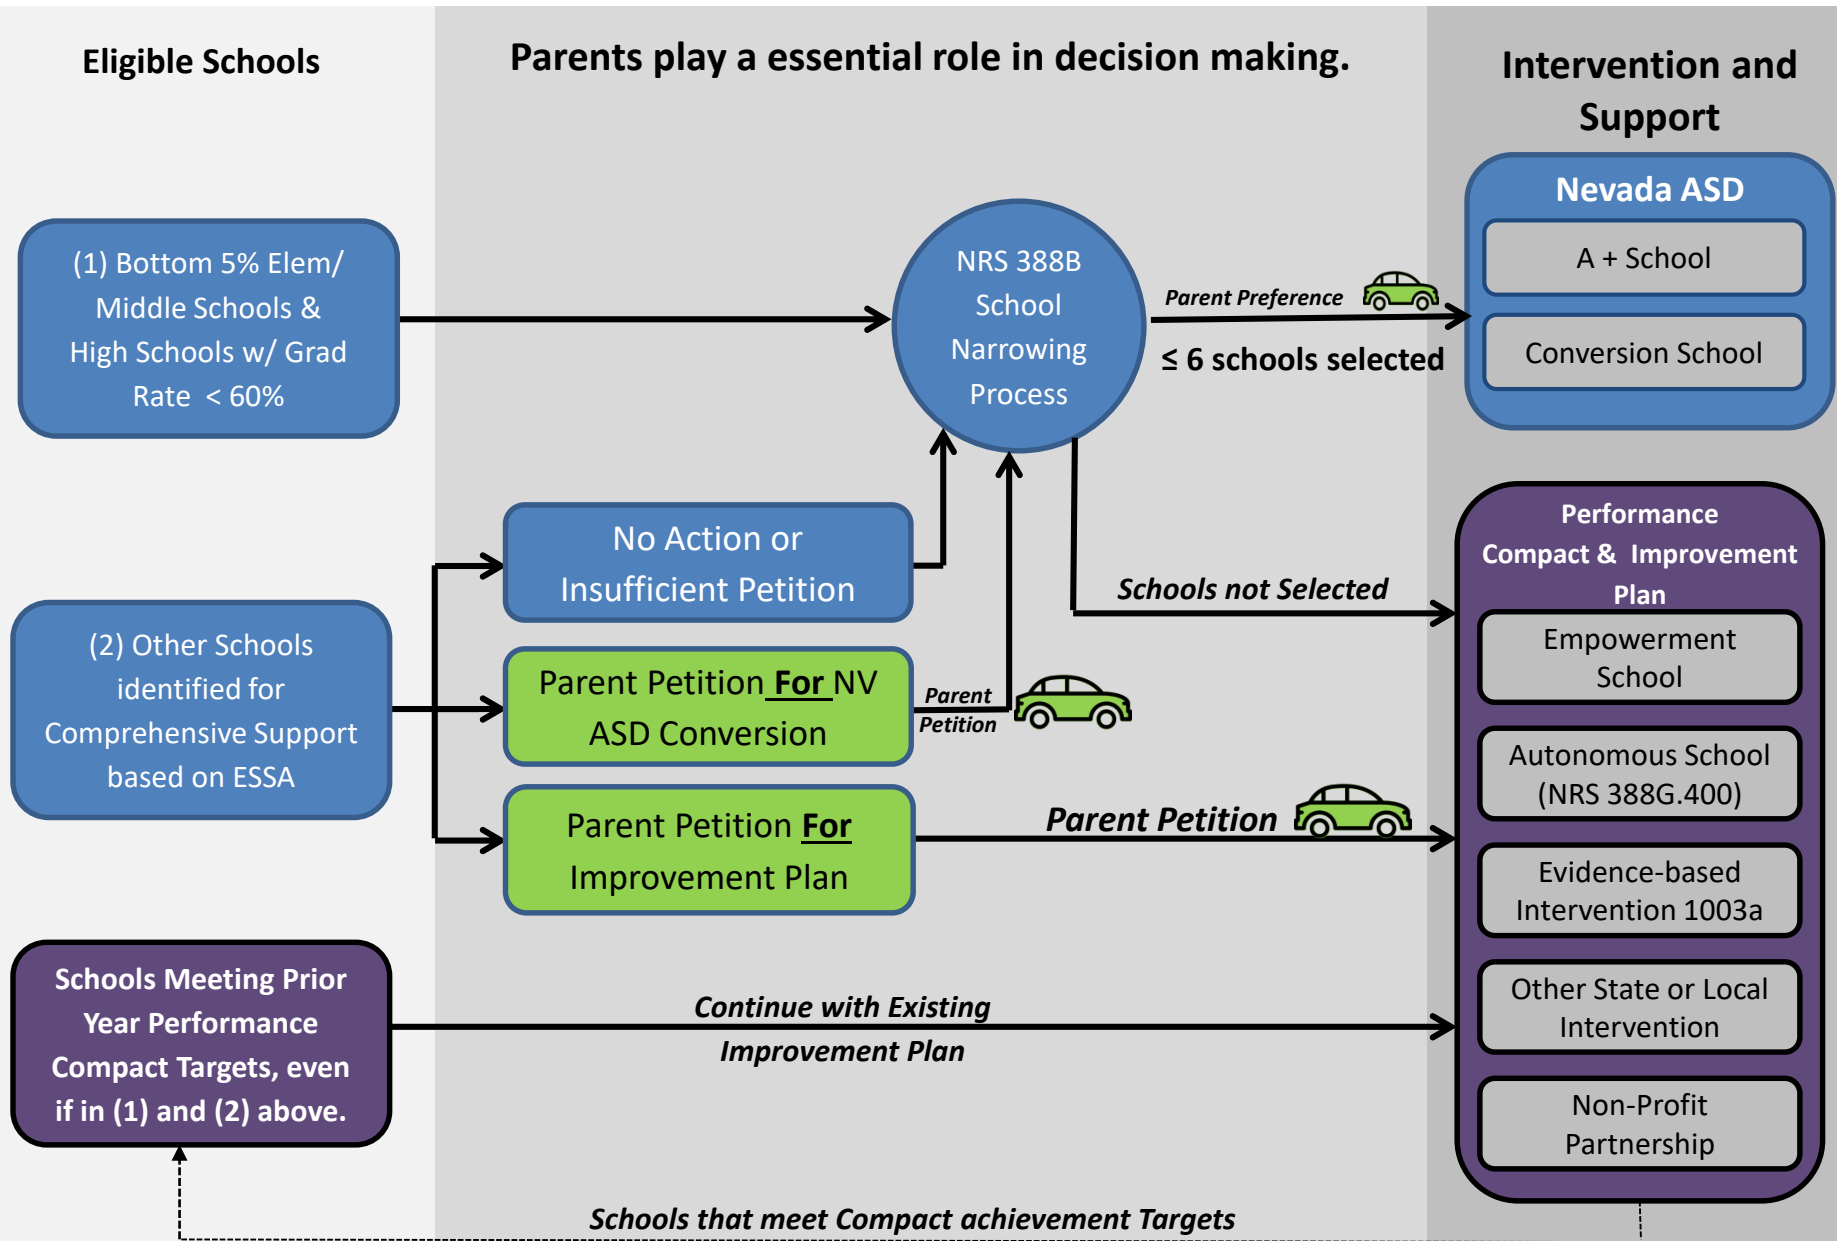 Eligible Schools
Parents play a essential role in decision making.
Intervention and
Support
(1) Bottom 5% Elem/
Middle Schools &
High Schools w/ Grad
Rate < 60%
NRS 388B
School
Narrowing
Process
Parent Preference
≤ 6 schools selected
Nevada ASD
A + School
Conversion School
(2) Other Schools
identified for
Comprehensive Support
based on ESSA
No Action or
Insufficient Petition
Parent Petition For NV
ASD Conversion
Parent
Petition
Parent Petition For
Improvement Plan
Schools not Selected
Parent Petition
Performance
Compact & Improvement
Plan
Empowerment
School
Autonomous School
(NRS 388G.400)
Evidence-based
Intervention 1003a
Other State or Local
Intervention
Non-Profit
Partnership
Schools Meeting Prior
Year Performance
Compact Targets, even
if in (1) and (2) above.
Continue with Existing
Improvement Plan
Schools that meet Compact achievement Targets